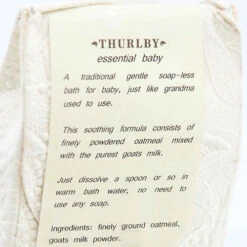 THURLBY
essential baby
A traditional gentle soap-less
bath for baby, just like grandma
used to use.
This soothing formula consists of
finely powdered oatmeal
mixed with the purest goats milk.
Just dissolve a spoon or so in
warm bath water, no need to
use any soap.
Ingredients: finely ground oatmeal,
goats milk powder.